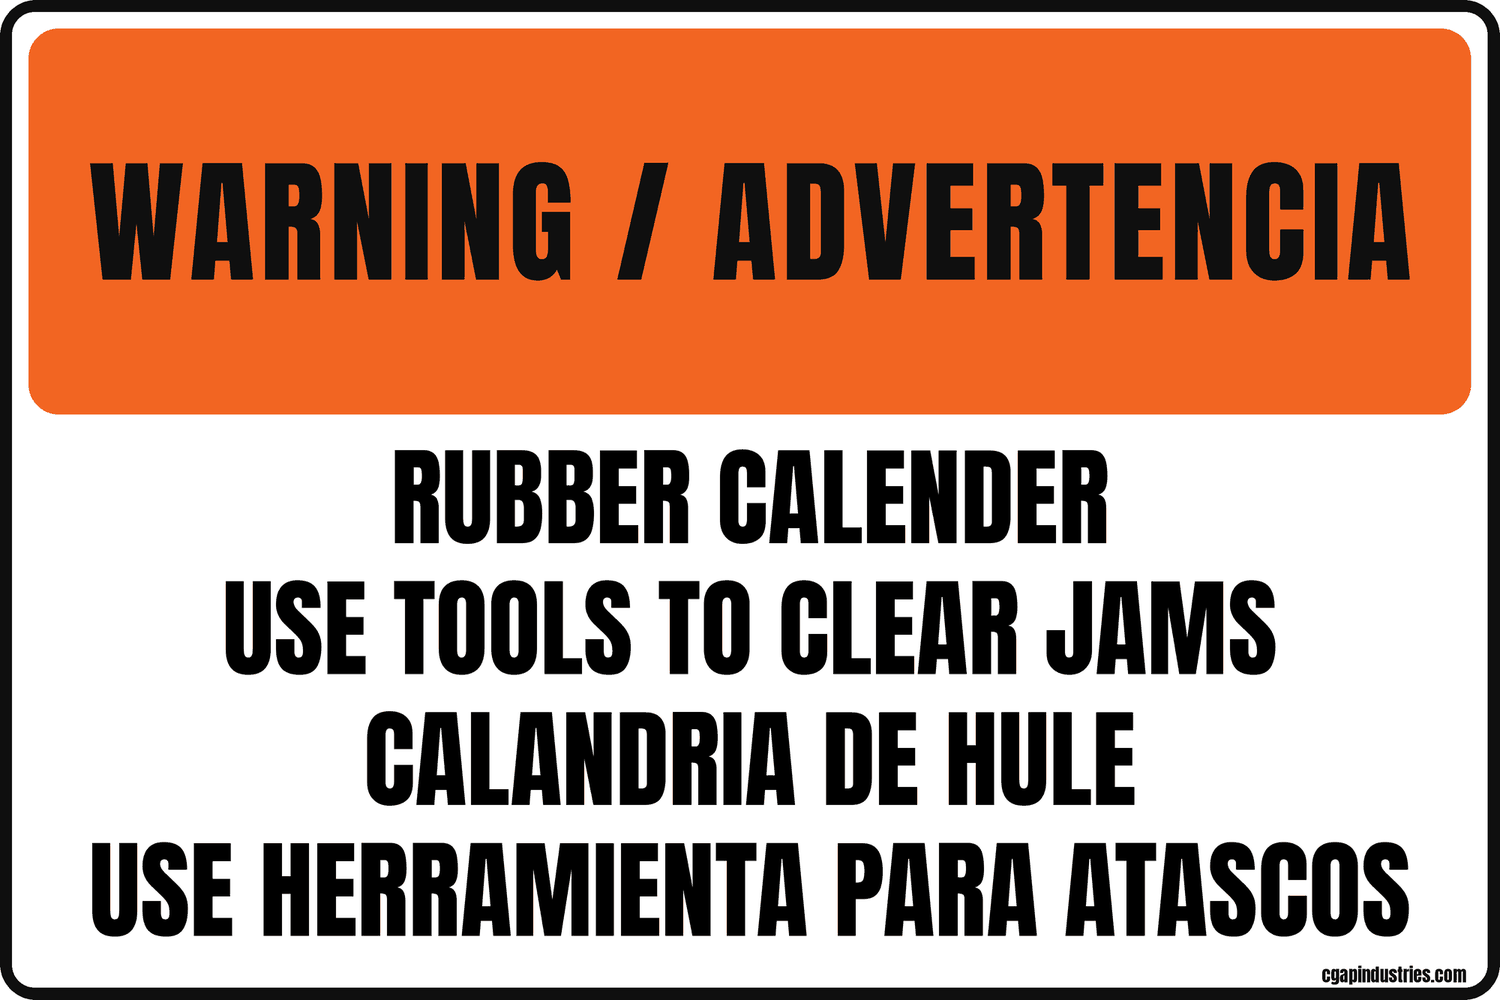 WARNING / ADVERTENCIA
RUBBER CALENDER
USE TOOLS TO CLEAR JAMS
CALANDRIA DE HULE
USE HERRAMIENTA PARA ATASCOS
cgapindustries.com